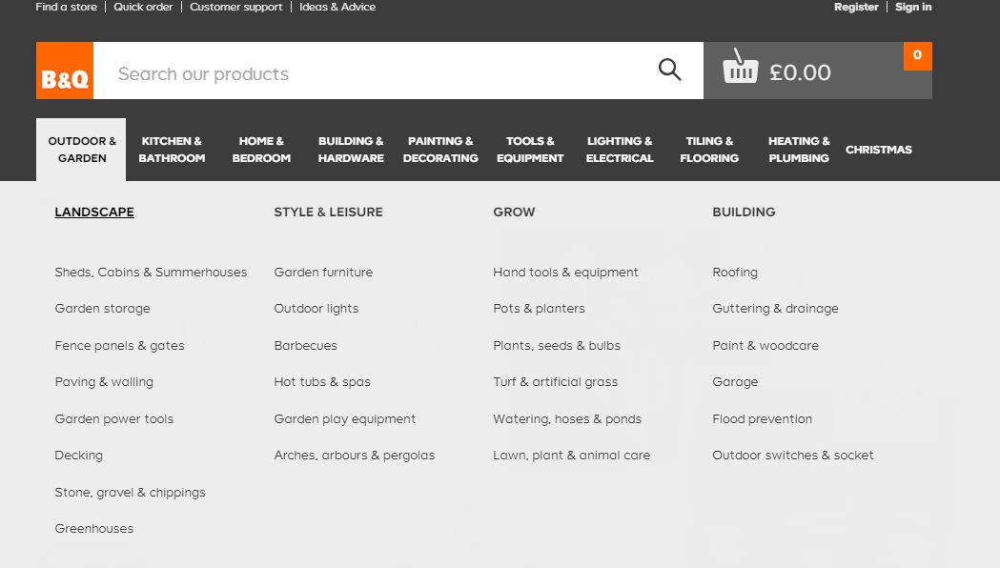 Find a store | Quick order | Customer support | Ideas & Advice
Register | Sign in
B&Q
Search our products
£0.00
0
OUTDOOR & GARDEN
KITCHEN & BATHROOM
HOME & BEDROOM
BUILDING & HARDWARE
PAINTING & DECORATING
TOOLS & EQUIPMENT
LIGHTING & ELECTRICAL
TILING & FLOORING
HEATING & PLUMBING
CHRISTMAS
LANDSCAPE
Sheds, Cabins & Summerhouses
Garden storage
Fence panels & gates
Paving & walling
Garden power tools
Decking
Stone, gravel & chippings
Greenhouses
STYLE & LEISURE
Garden furniture
Outdoor lights
Barbecues
Hot tubs & spas
Garden play equipment
Arches, arbours & pergolas
GROW
Hand tools & equipment
Pots & planters
Plants, seeds & bulbs
Turf & artificial grass
Watering, hoses & ponds
Lawn, plant & animal care
BUILDING
Roofing
Guttering & drainage
Paint & woodcare
Garage
Flood prevention
Outdoor switches & socket